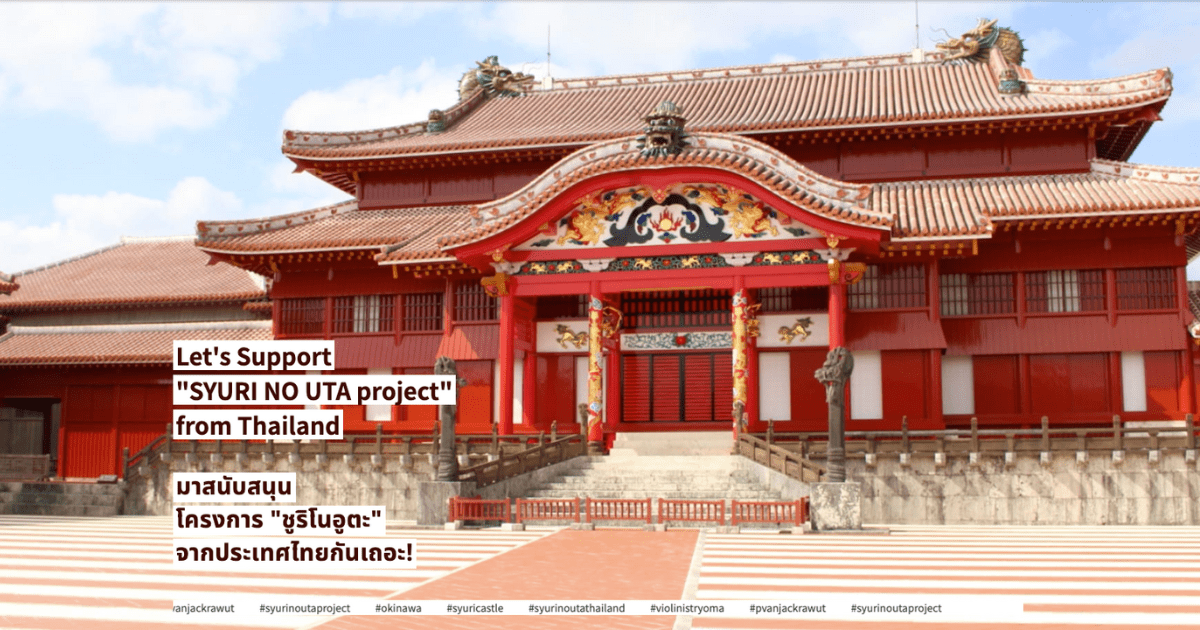 Let's Support
"SYURI NO UTA project"
from Thailand
มาสนับสนุน
โครงการ "ชูริโนอูตะ"
จากประเทศไทยกันเถอะ!
#syurinoutaproject #okinawa #syuricastle #syurinoutathailand #violinistryoma #pvanjackrawut #syurinoutaproject